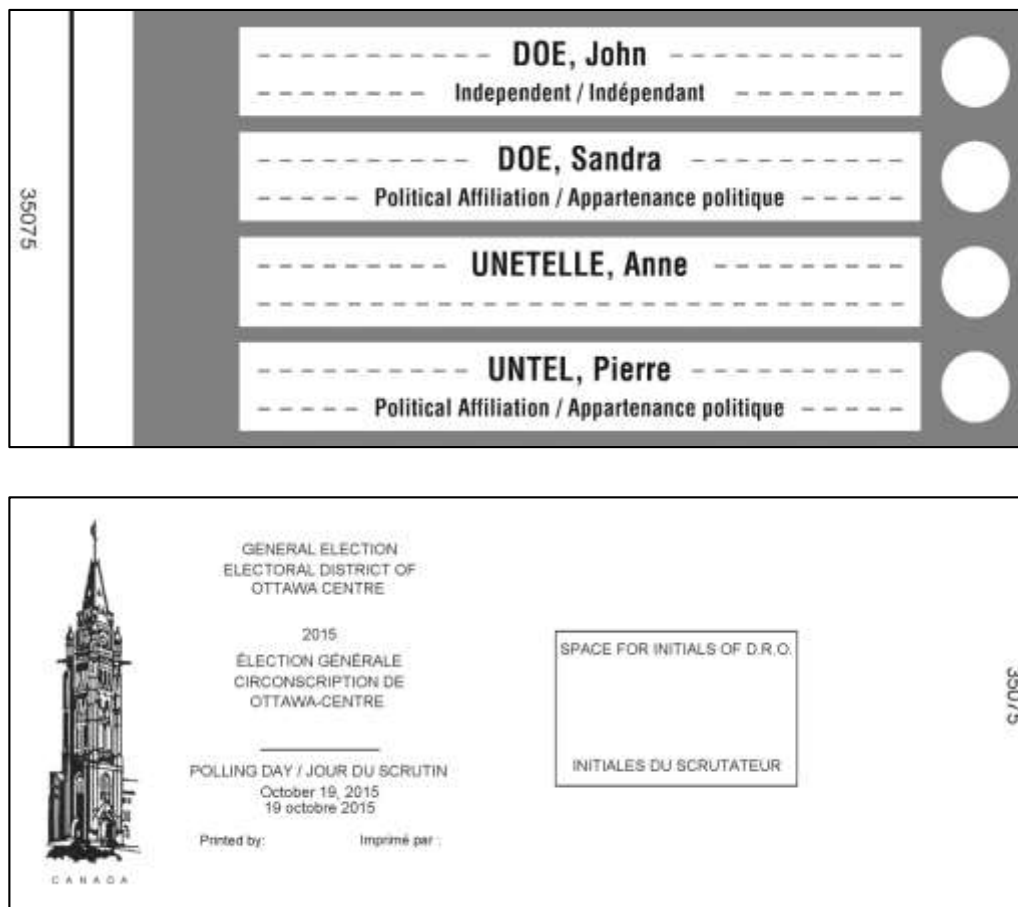 35075
DOE, John
Independent / Indépendant
DOE, Sandra
Political Affiliation / Appartenance politique
UNETELLE, Anne
UNTEL, Pierre
Political Affiliation / Appartenance politique
CANADA
GENERAL ELECTION
ELECTORAL DISTRICT OF
OTTAWA CENTRE
2015
ÉLECTION GÉNÉRALE
CIRCONSCRIPTION DE
OTTAWA-CENTRE
POLLING DAY / JOUR DU SCRUTIN
October 19, 2015
19 octobre 2015
Printed by: Imprimé par :
SPACE FOR INITIALS OF D.R.O.
INITIALES DU SCRUTATEUR
35075